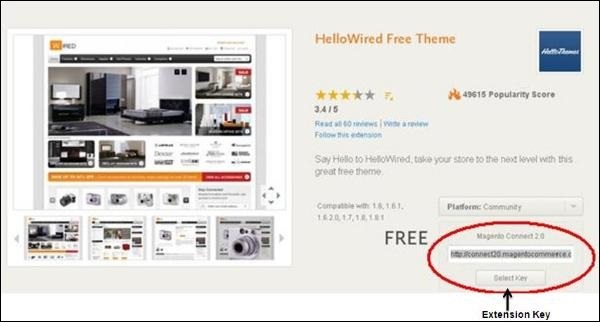 HelloWired Free Theme
HelloThemes
WIRED
3.4 / 5
49615 Popularity Score
Read all 60 reviews | Write a review
Follow this extension
Say Hello to HelloWired, take your store to the next level with this
great free theme.
Compatible with: 1.6, 1.6.1,
1.6.2.0, 1.7, 1.8, 1.8.1
Platform: Community
FREE
Magento Connect 2.0
http://connect20.magentocommerce.c
Select Key
Extension Key